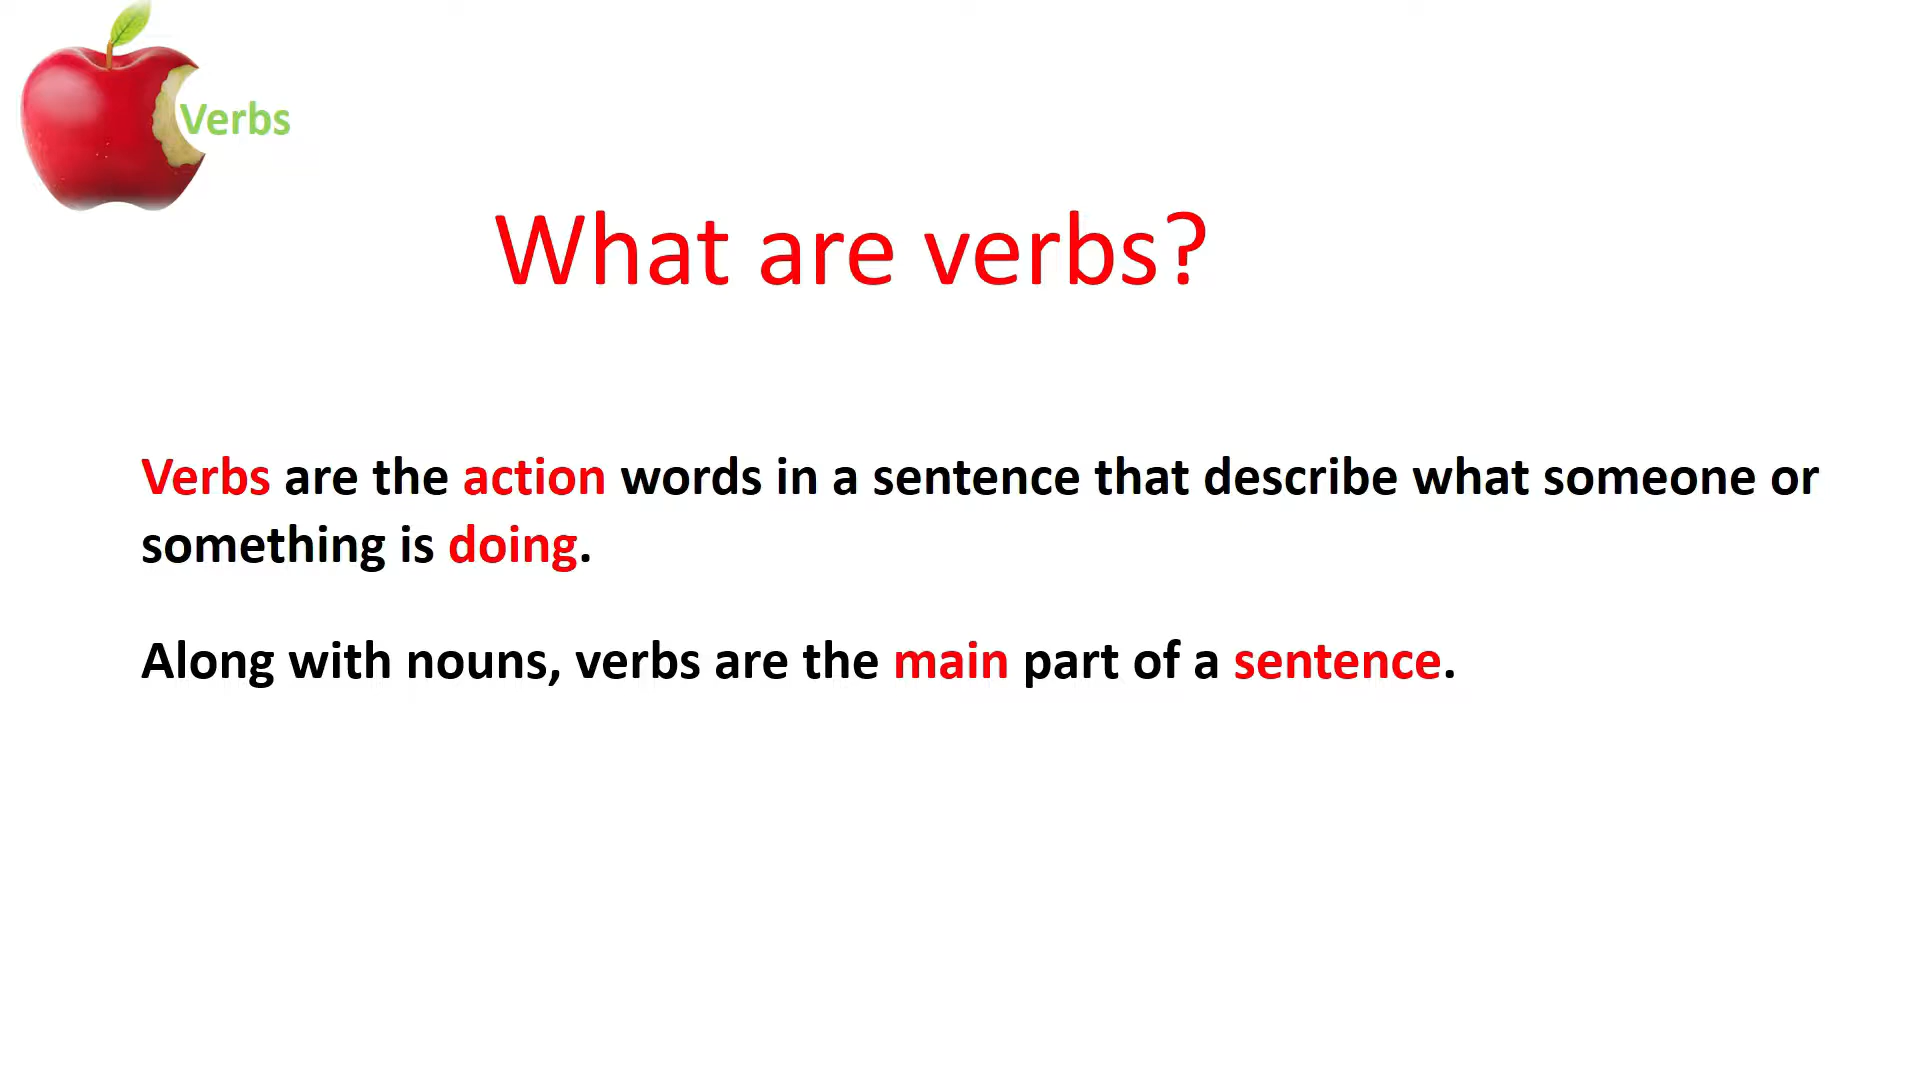 Verbs
What are verbs?
Verbs are the action words in a sentence that describe what someone or
something is doing.
Along with nouns, verbs are the main part of a sentence.